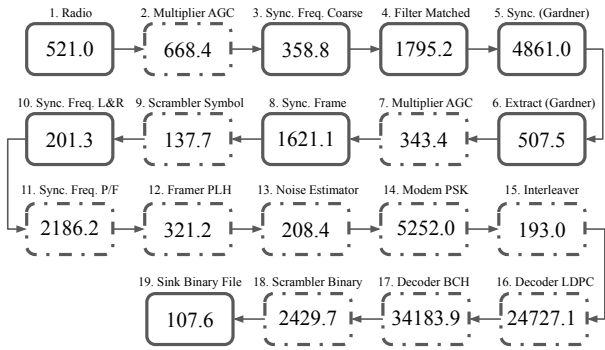 1. Radio 2. Multiplier AGC 3. Sync. Freq. Coarse 4. Filter Matched 5. Sync. (Gardner)
521.0 668.4 358.8 1795.2 4861.0
10. Sync. Freq. L&R 9. Scrambler Symbol 8. Sync. Frame 7. Multiplier AGC 6. Extract (Gardner)
201.3 137.7 1621.1 343.4 507.5
11. Sync. Freq. P/F 12. Framer PLH 13. Noise Estimator 14. Modem PSK 15. Interleaver
2186.2 321.2 208.4 5252.0 193.0
19. Sink Binary File 18. Scrambler Binary 17. Decoder BCH 16. Decoder LDPC
107.6 2429.7 34183.9 24727.1